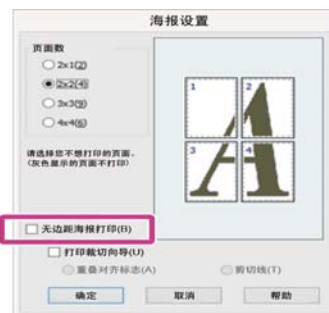 海报设置
页面数
2x1(2)
2x2(4)
3x3(9)
4x4(6)
请选择您不想打印的页面。
(灰色显示的页面不打印)
1
2
3
4
无边距海报打印(B)
打印裁切向导(U)
重叠对齐标志(A)
剪切线(T)
确定
取消
帮助